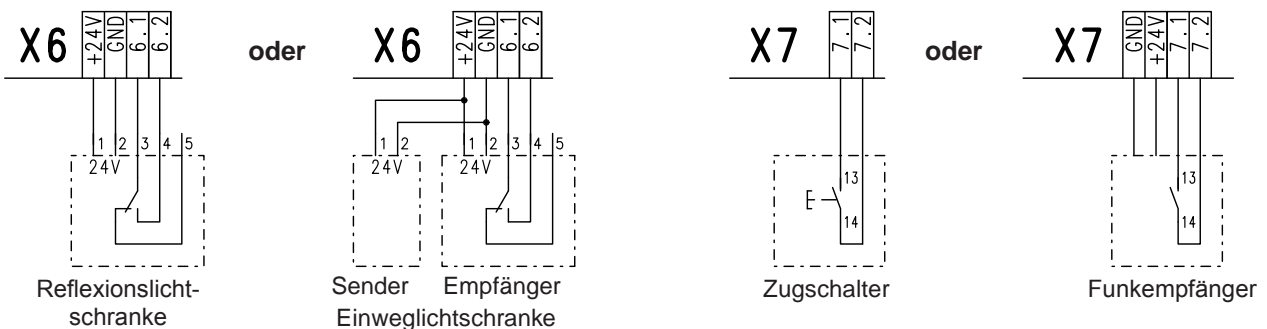 X6 +24V GND 6.1 6.2
oder
X6 +24V GND 6.1 6.2
X7 7.1 7.2
oder
X7 GND +24V 7.1 7.2
1 2 3 4 5
24V
1 2
24V
1 2 3 4 5
24V
13
14
13
14
Reflexionslicht-
schranke
Sender Empfänger
Einweglichtschranke
Zugschalter
Funkempfänger